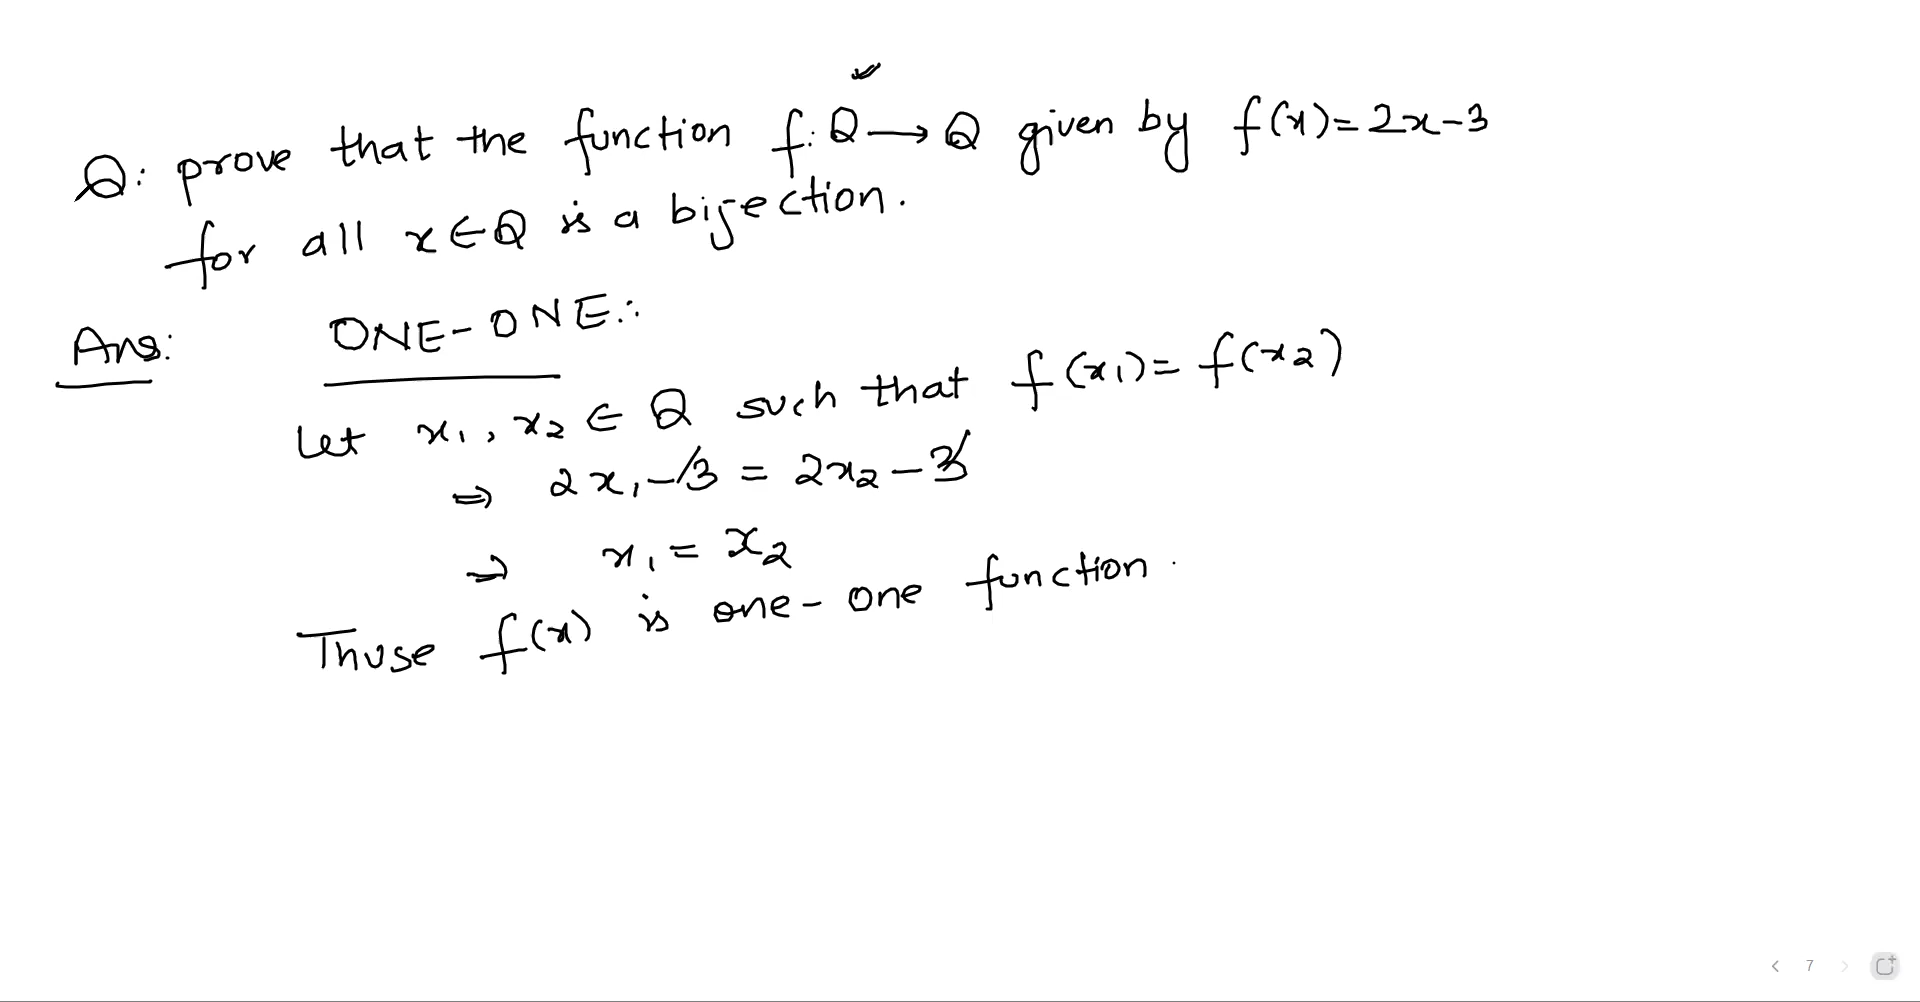 Q: prove that the function f: Q → Q given by f(x)=2x-3
for all x ∈ Q is a bijection.
Ans: ONE-ONE:.
Let x₁, x₂ ∈ Q such that f(x₁)= f(x₂)
⇒ 2x₁-3 = 2x₂-3
⇒ x₁ = x₂
Thuse f(x) is one-one function.
7